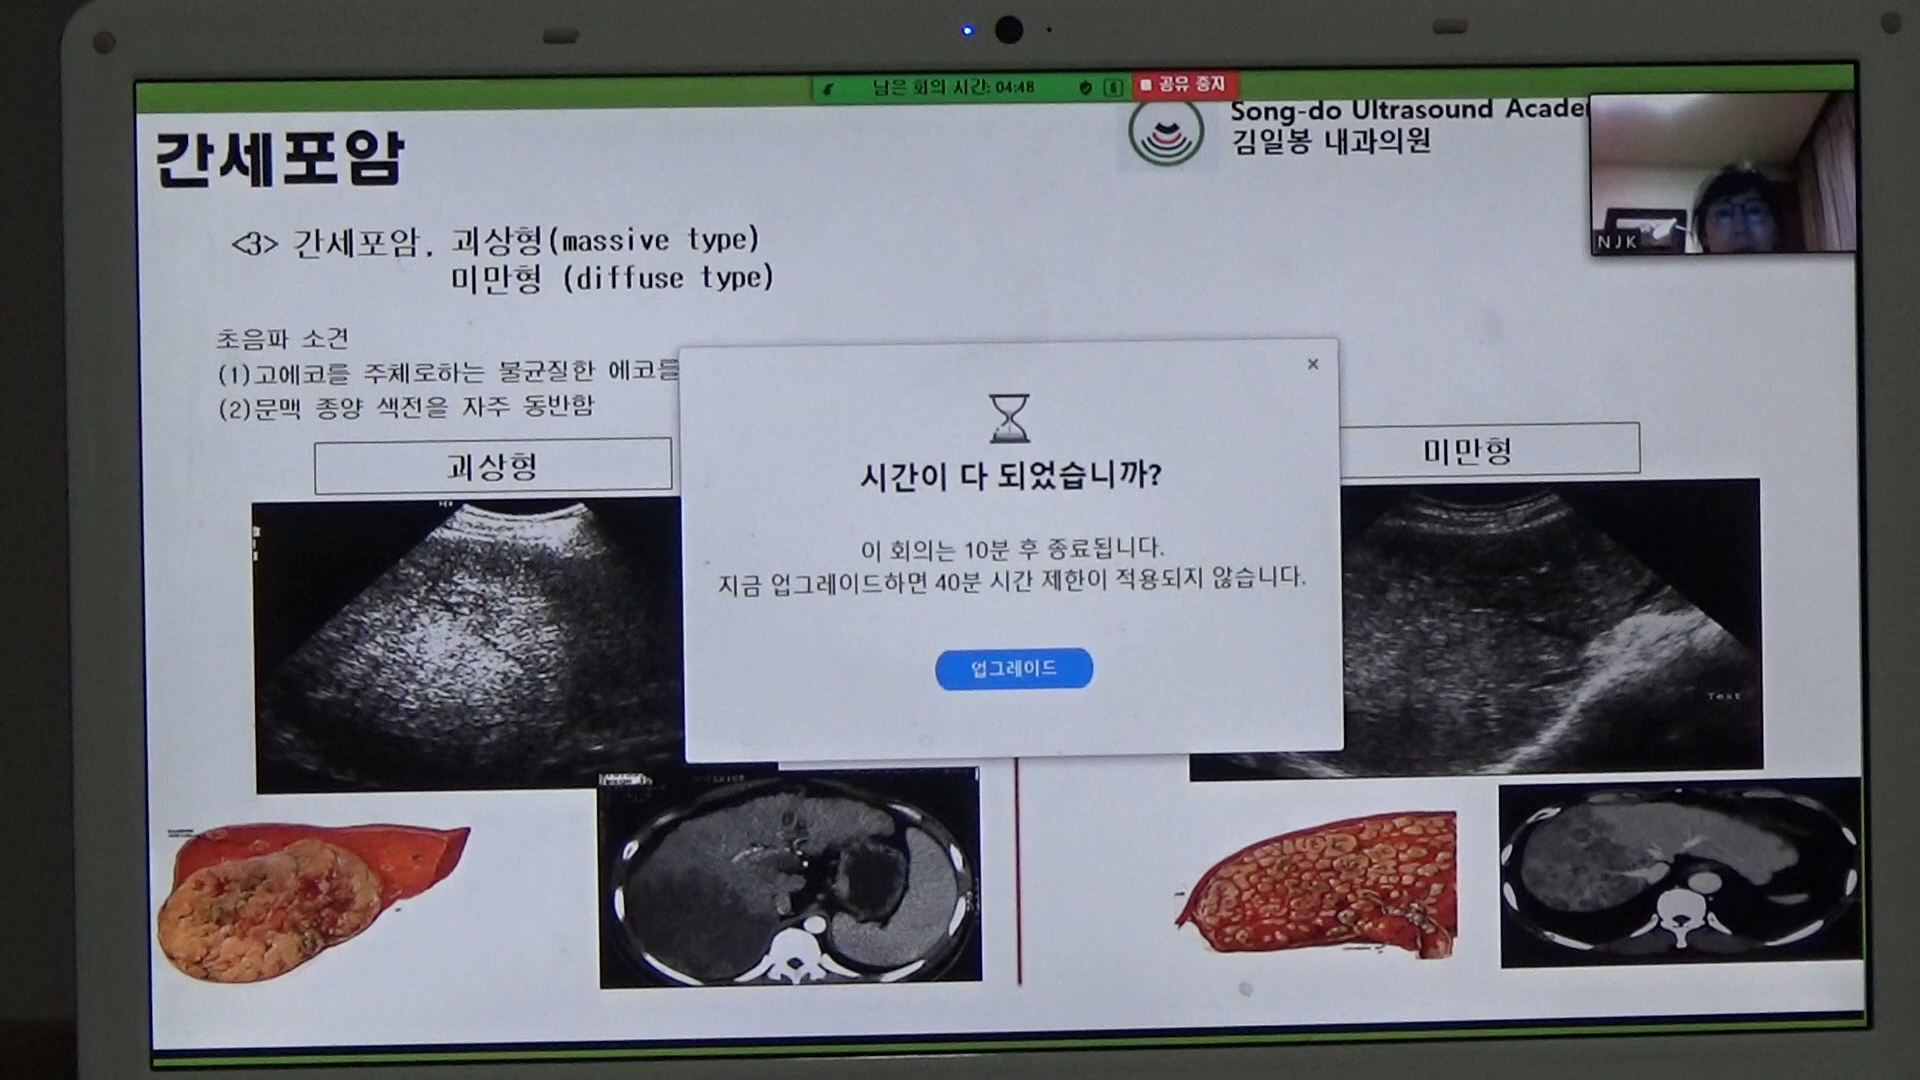 남은 회의 시간: 04:48
공유 중지
Song-do Ultrasound Acade
김일봉 내과의원
간세포암
NJK
<3> 간세포암, 괴상형(massive type)
미만형 (diffuse type)
초음파 소견
(1)고에코를 주체로하는 불균질한 에코를
(2)문맥 종양 색전을 자주 동반함
괴상형
미만형
시간이 다 되었습니까?
이 회의는 10분 후 종료됩니다.
지금 업그레이드하면 40분 시간 제한이 적용되지 않습니다.
업그레이드
Text